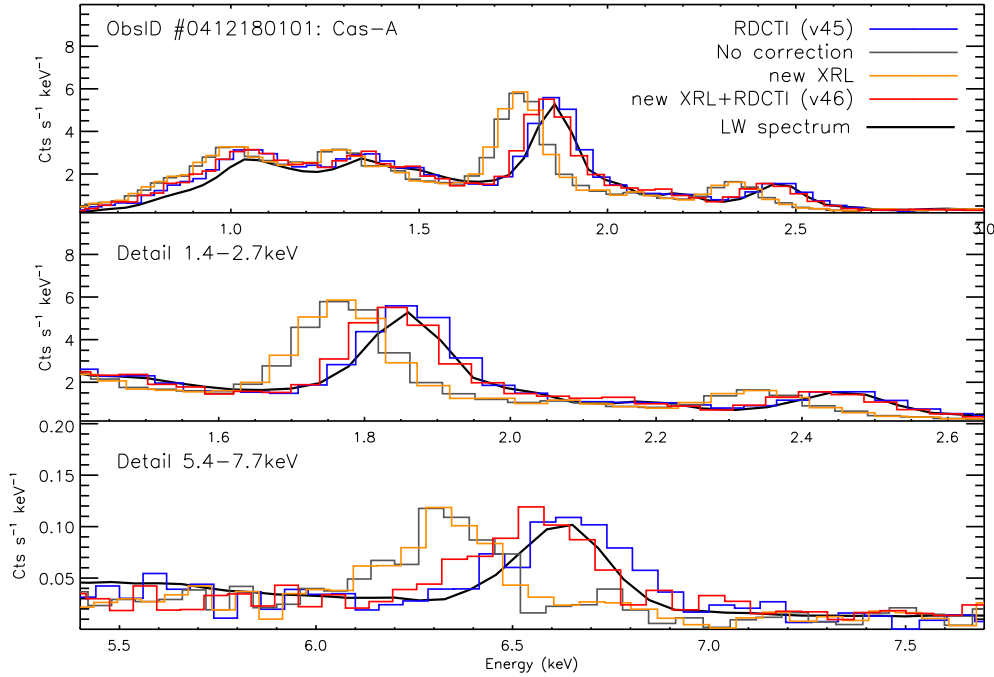 ObsID #0412180101: Cas-A
RDCTI (v45)
No correction
new XRL
new XRL+RDCTI (v46)
LW spectrum
Cts s⁻¹ keV⁻¹
8
6
4
2
1.0 1.5 2.0 2.5 3.0
Detail 1.4-2.7keV
Cts s⁻¹ keV⁻¹
8
6
4
2
1.6 1.8 2.0 2.2 2.4 2.6
Detail 5.4-7.7keV
Cts s⁻¹ keV⁻¹
0.20
0.15
0.10
0.05
5.5 6.0 6.5 7.0 7.5
Energy (keV)